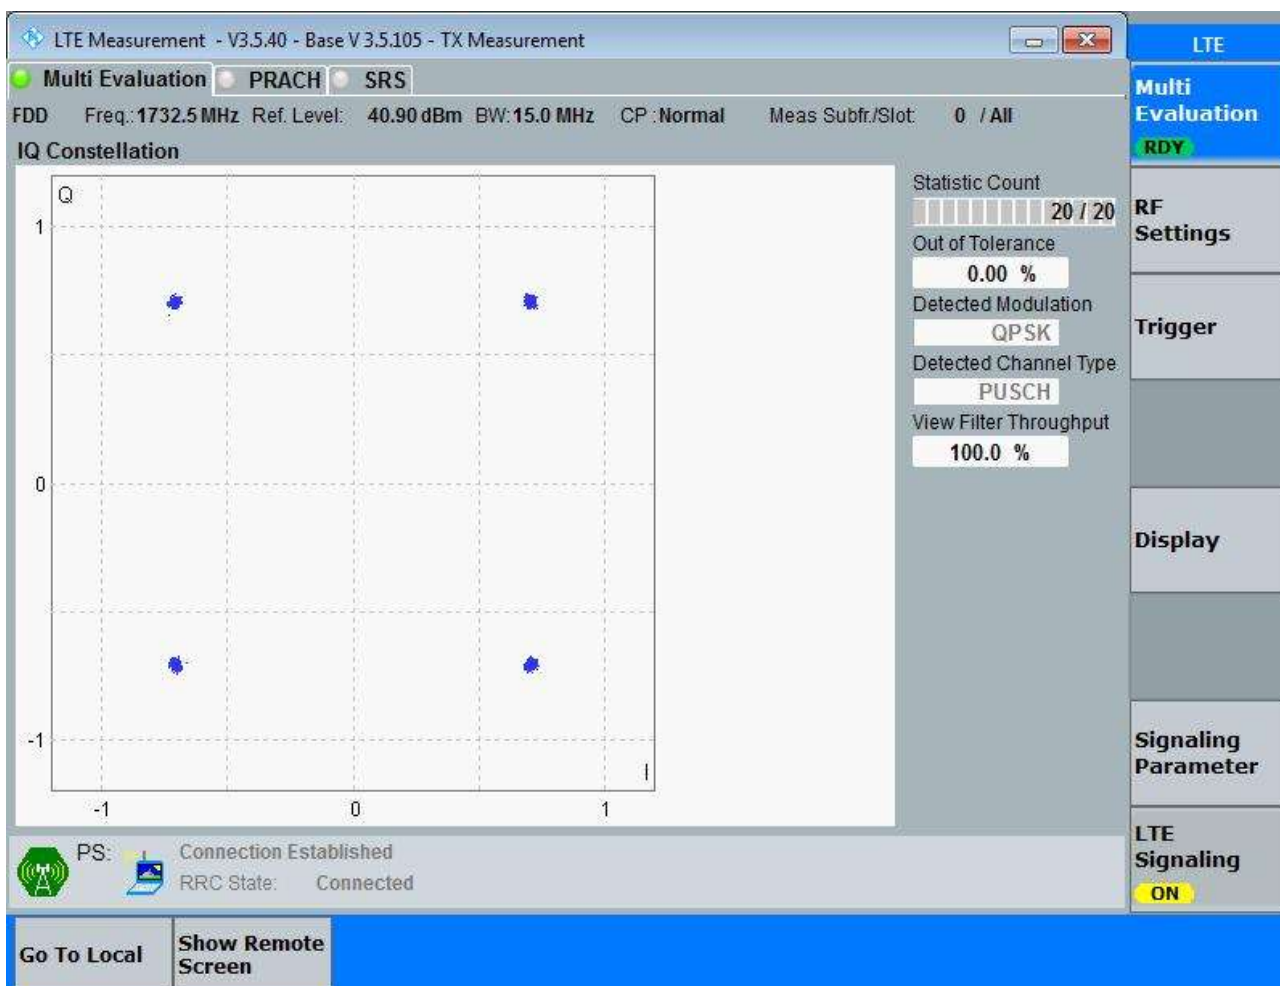 LTE Measurement - V3.5.40 - Base V 3.5.105 - TX Measurement
LTE
Multi Evaluation PRACH SRS
FDD Freq.: 1732.5 MHz Ref. Level: 40.90 dBm BW: 15.0 MHz CP : Normal Meas Subfr./Slot: 0 / All
IQ Constellation
Q
1
0
-1
-1 0 1
I
Statistic Count
20 / 20
Out of Tolerance
0.00 %
Detected Modulation
QPSK
Detected Channel Type
PUSCH
View Filter Throughput
100.0 %
Multi
Evaluation
RDY
RF
Settings
Trigger
Display
Signaling
Parameter
LTE
Signaling
ON
PS: Connection Established
RRC State: Connected
Go To Local
Show Remote
Screen